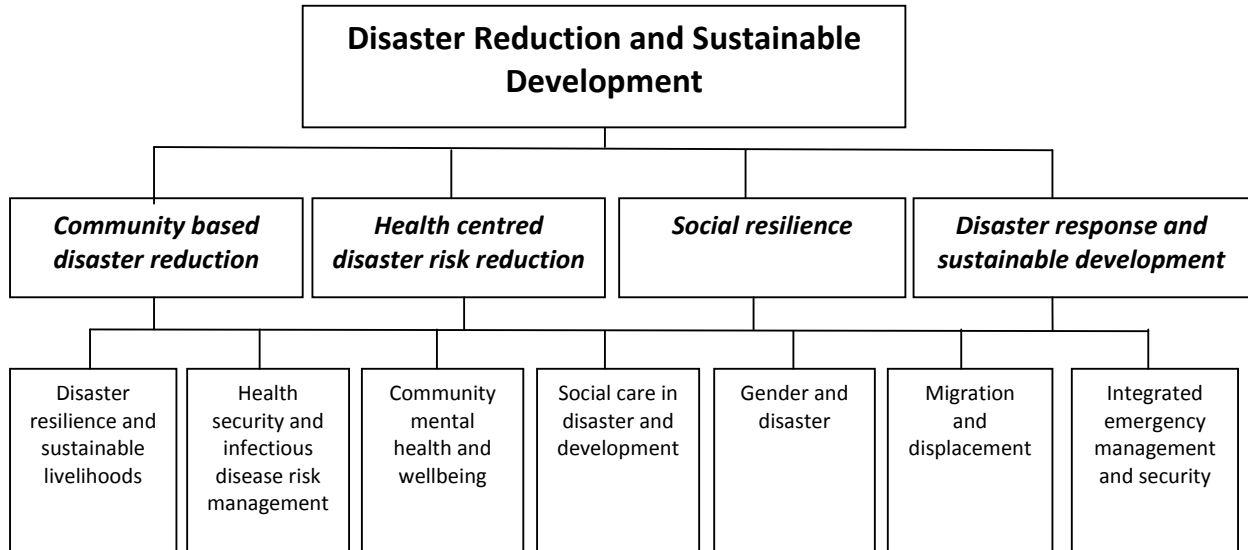 Disaster Reduction and Sustainable
Development
Community based
disaster reduction
Health centred
disaster risk reduction
Social resilience
Disaster response and
sustainable development
Disaster
resilience and
sustainable
livelihoods
Health
security and
infectious
disease risk
management
Community
mental
health and
wellbeing
Social care in
disaster and
development
Gender and
disaster
Migration
and
displacement
Integrated
emergency
management
and security